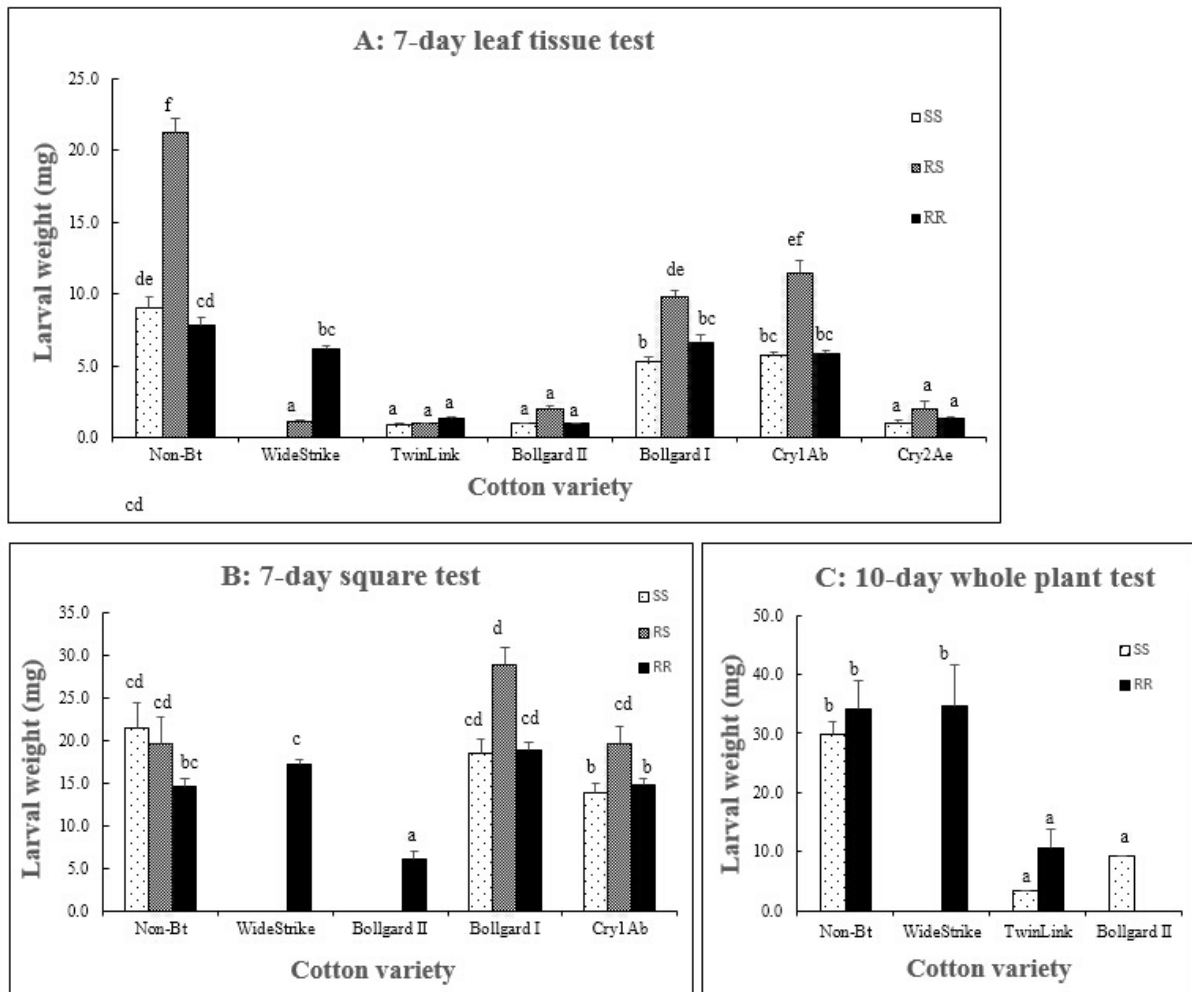 A: 7-day leaf tissue test
Larval weight (mg)
25.0
20.0
15.0
10.0
5.0
0.0
de
f
cd
a
bc
a
a
a
a
a
a
b
de
bc
bc
ef
bc
a
a
a
SS
RS
RR
Non-Bt
WideStrike
TwinLink
Bollgard II
Bollgard I
Cry1Ab
Cry2Ae
Cotton variety
cd
B: 7-day square test
Larval weight (mg)
35.0
30.0
25.0
20.0
15.0
10.0
5.0
0.0
cd
cd
bc
c
a
cd
d
cd
b
cd
b
SS
RS
RR
Non-Bt
WideStrike
Bollgard II
Bollgard I
Cry1Ab
Cotton variety
C: 10-day whole plant test
Larval weight (mg)
50.0
40.0
30.0
20.0
10.0
0.0
b
b
b
a
a
a
SS
RR
Non-Bt
WideStrike
TwinLink
Bollgard II
Cotton variety